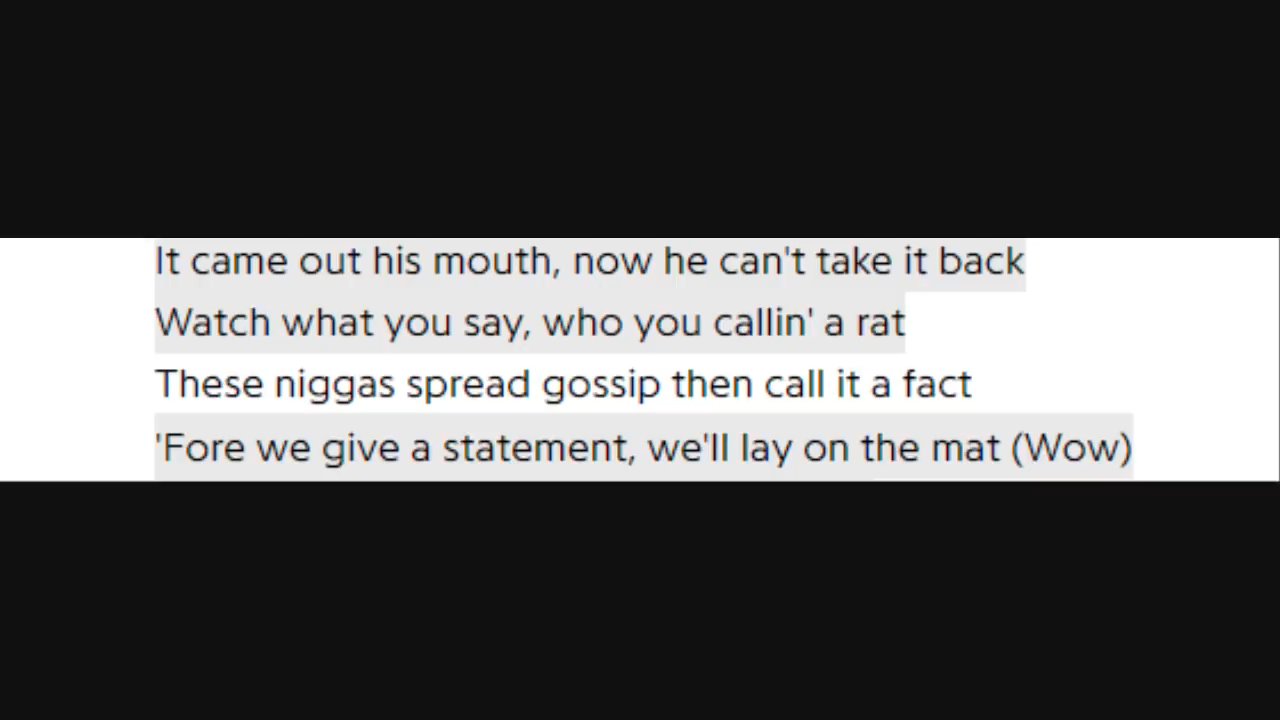 It came out his mouth, now he can't take it back
Watch what you say, who you callin' a rat
These niggas spread gossip then call it a fact
'Fore we give a statement, we'll lay on the mat (Wow)